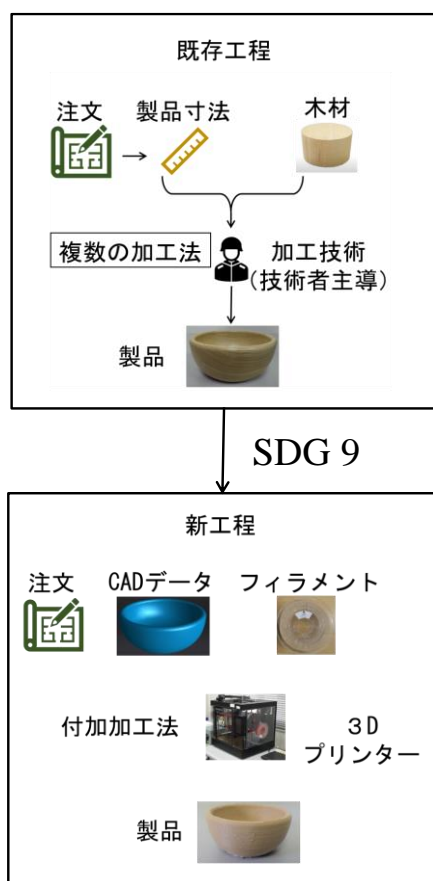 既存工程
注文 製品寸法 木材
複数の加工法 加工技術
(技術者主導)
製品
SDG 9
新工程
注文 CADデータ フィラメント
付加加工法 3D
プリンター
製品